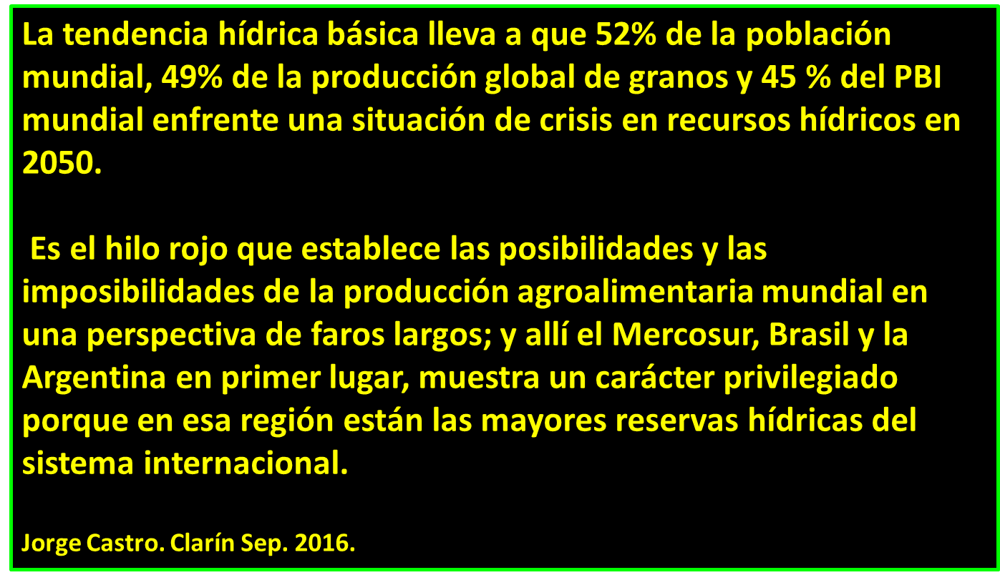 La tendencia hídrica básica lleva a que 52% de la población
mundial, 49% de la producción global de granos y 45 % del PBI
mundial enfrente una situación de crisis en recursos hídricos en
2050.
Es el hilo rojo que establece las posibilidades y las
imposibilidades de la producción agroalimentaria mundial en
una perspectiva de faros largos; y allí el Mercosur, Brasil y la
Argentina en primer lugar, muestra un carácter privilegiado
porque en esa región están las mayores reservas hídricas del
sistema internacional.
Jorge Castro. Clarín Sep. 2016.